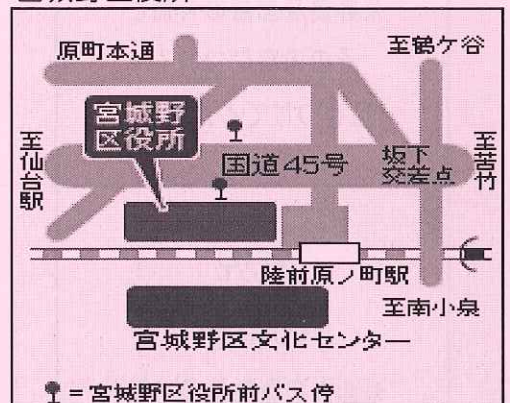 宮城野区役所
原町本通
至鶴ケ谷
宮城野
区役所
至仙台駅
国道45号
坂下
交差点
至苦竹
陸前原ノ町駅
至南小泉
宮城野区文化センター
=宮城野区役所前バス停